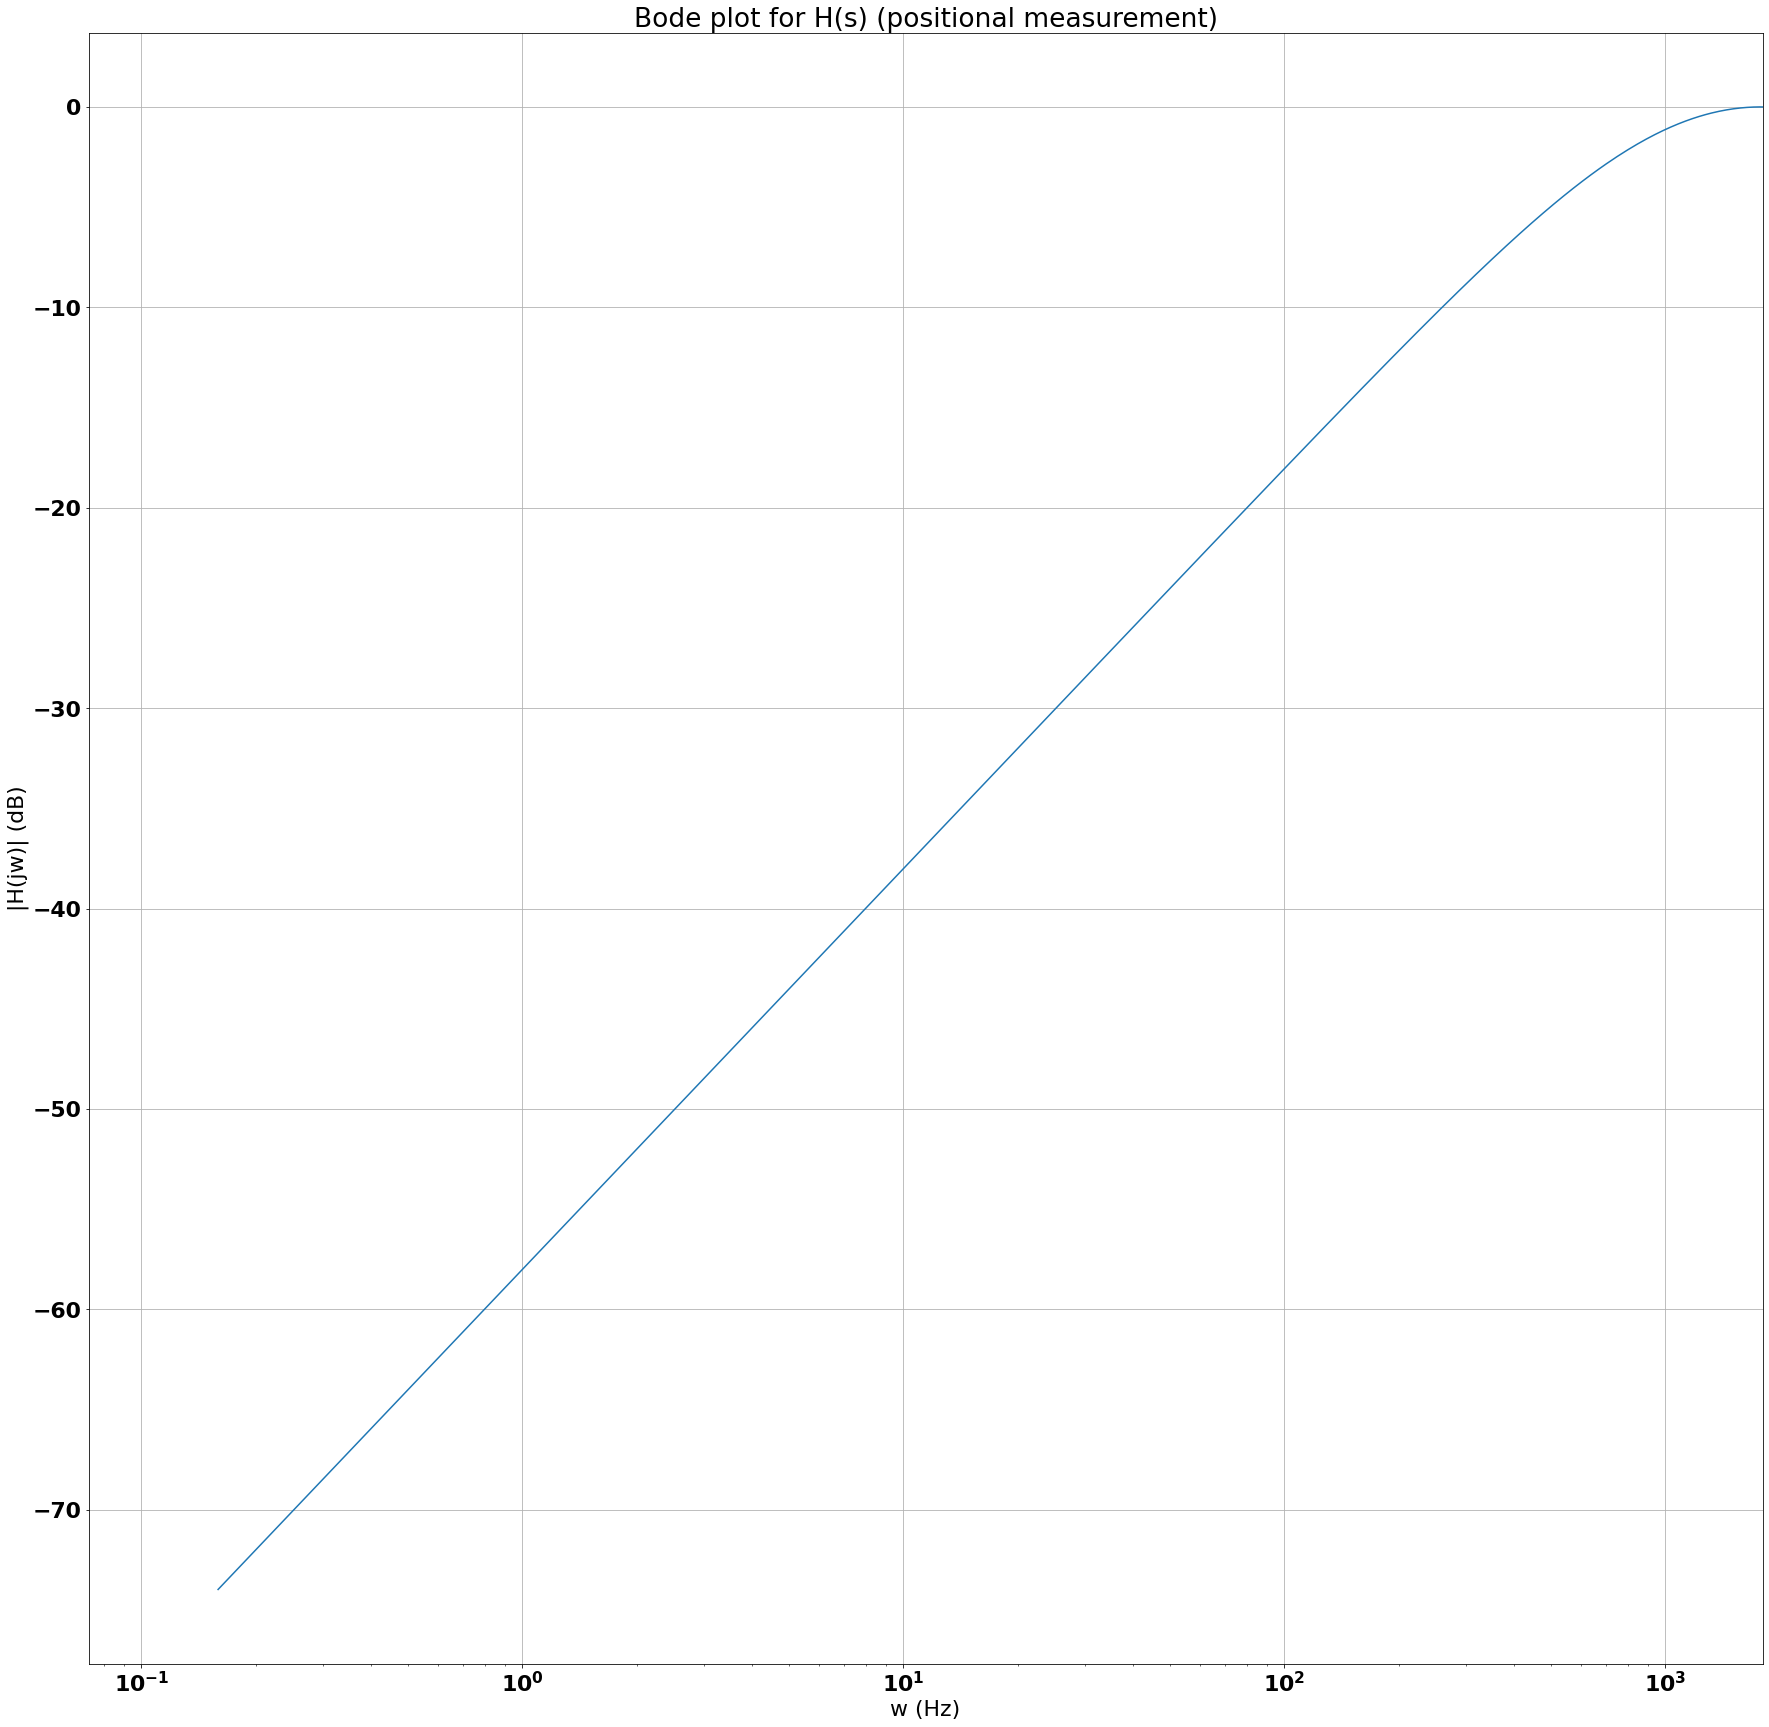 Bode plot for H(s) (positional measurement)
0
−10
−20
−30
|H(jw)| (dB)
−40
−50
−60
−70
10⁻¹ 10⁰ 10¹ 10² 10³
w (Hz)